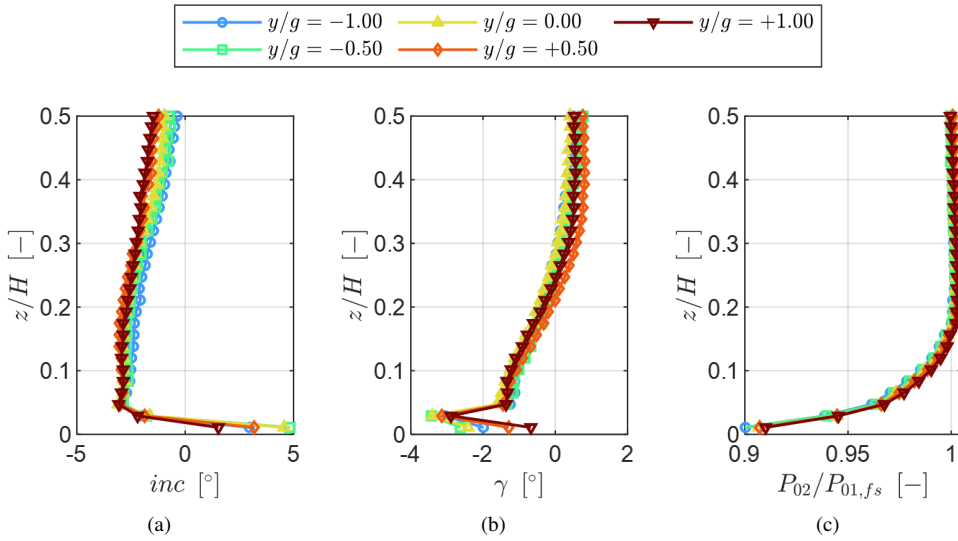 y/g = −1.00 y/g = 0.00 y/g = +1.00
y/g = −0.50 y/g = +0.50
0.5
0.4
0.3
0.2
0.1
0
z/H [−]
-5 0 5
inc [°]
(a)
0.5
0.4
0.3
0.2
0.1
0
z/H [−]
-4 -2 0 2
γ [°]
(b)
0.5
0.4
0.3
0.2
0.1
0
z/H [−]
0.9 0.95 1
P02/P01,fs [−]
(c)